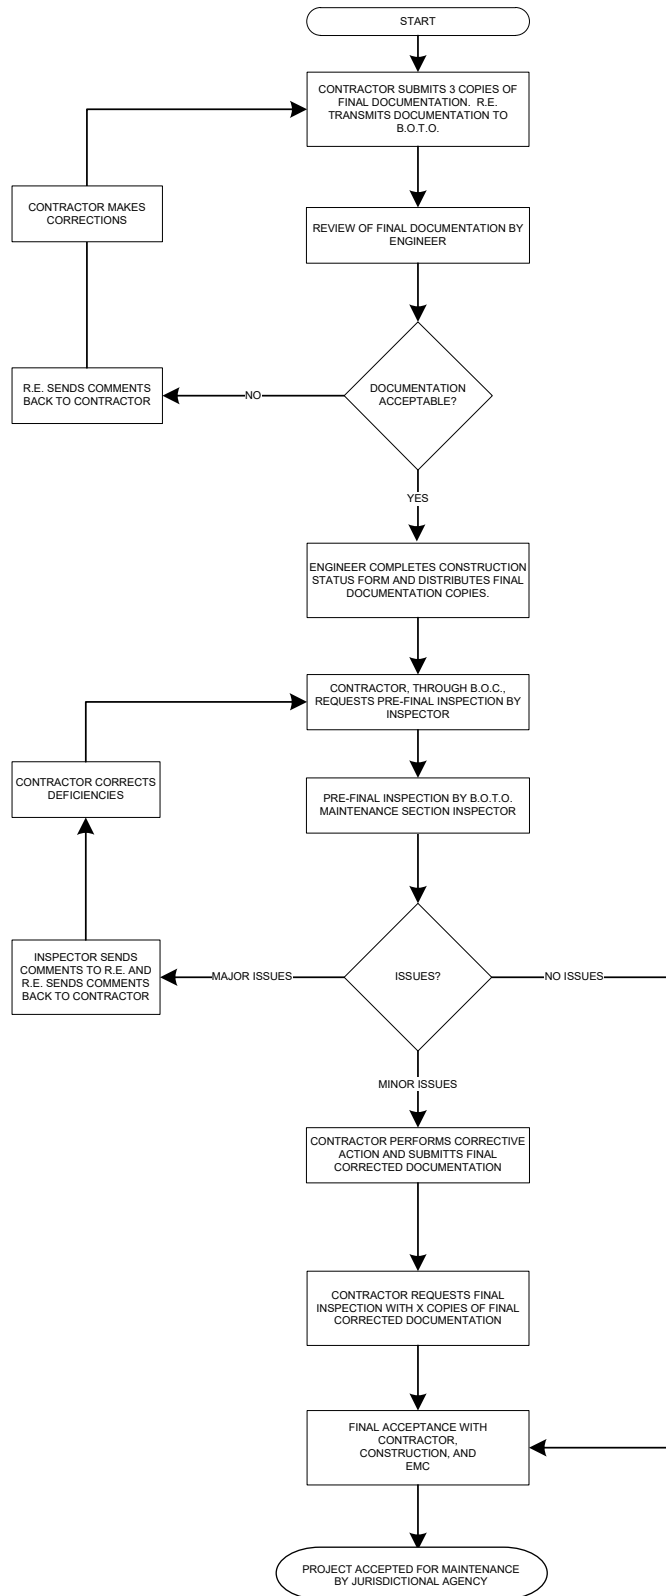 START
CONTRACTOR SUBMITS 3 COPIES OF
FINAL DOCUMENTATION. R.E.
TRANSMITS DOCUMENTATION TO
B.O.T.O.
CONTRACTOR MAKES
CORRECTIONS
REVIEW OF FINAL DOCUMENTATION BY
ENGINEER
R.E. SENDS COMMENTS
BACK TO CONTRACTOR
NO
DOCUMENTATION
ACCEPTABLE?
YES
ENGINEER COMPLETES CONSTRUCTION
STATUS FORM AND DISTRIBUTES FINAL
DOCUMENTATION COPIES.
CONTRACTOR, THROUGH B.O.C.,
REQUESTS PRE-FINAL INSPECTION BY
INSPECTOR
CONTRACTOR CORRECTS
DEFICIENCIES
PRE-FINAL INSPECTION BY B.O.T.O.
MAINTENANCE SECTION INSPECTOR
INSPECTOR SENDS
COMMENTS TO R.E. AND
R.E. SENDS COMMENTS
BACK TO CONTRACTOR
MAJOR ISSUES
ISSUES?
NO ISSUES
MINOR ISSUES
CONTRACTOR PERFORMS CORRECTIVE
ACTION AND SUBMITTS FINAL
CORRECTED DOCUMENTATION
CONTRACTOR REQUESTS FINAL
INSPECTION WITH X COPIES OF FINAL
CORRECTED DOCUMENTATION
FINAL ACCEPTANCE WITH
CONTRACTOR,
CONSTRUCTION, AND
EMC
PROJECT ACCEPTED FOR MAINTENANCE
BY JURISDICTIONAL AGENCY